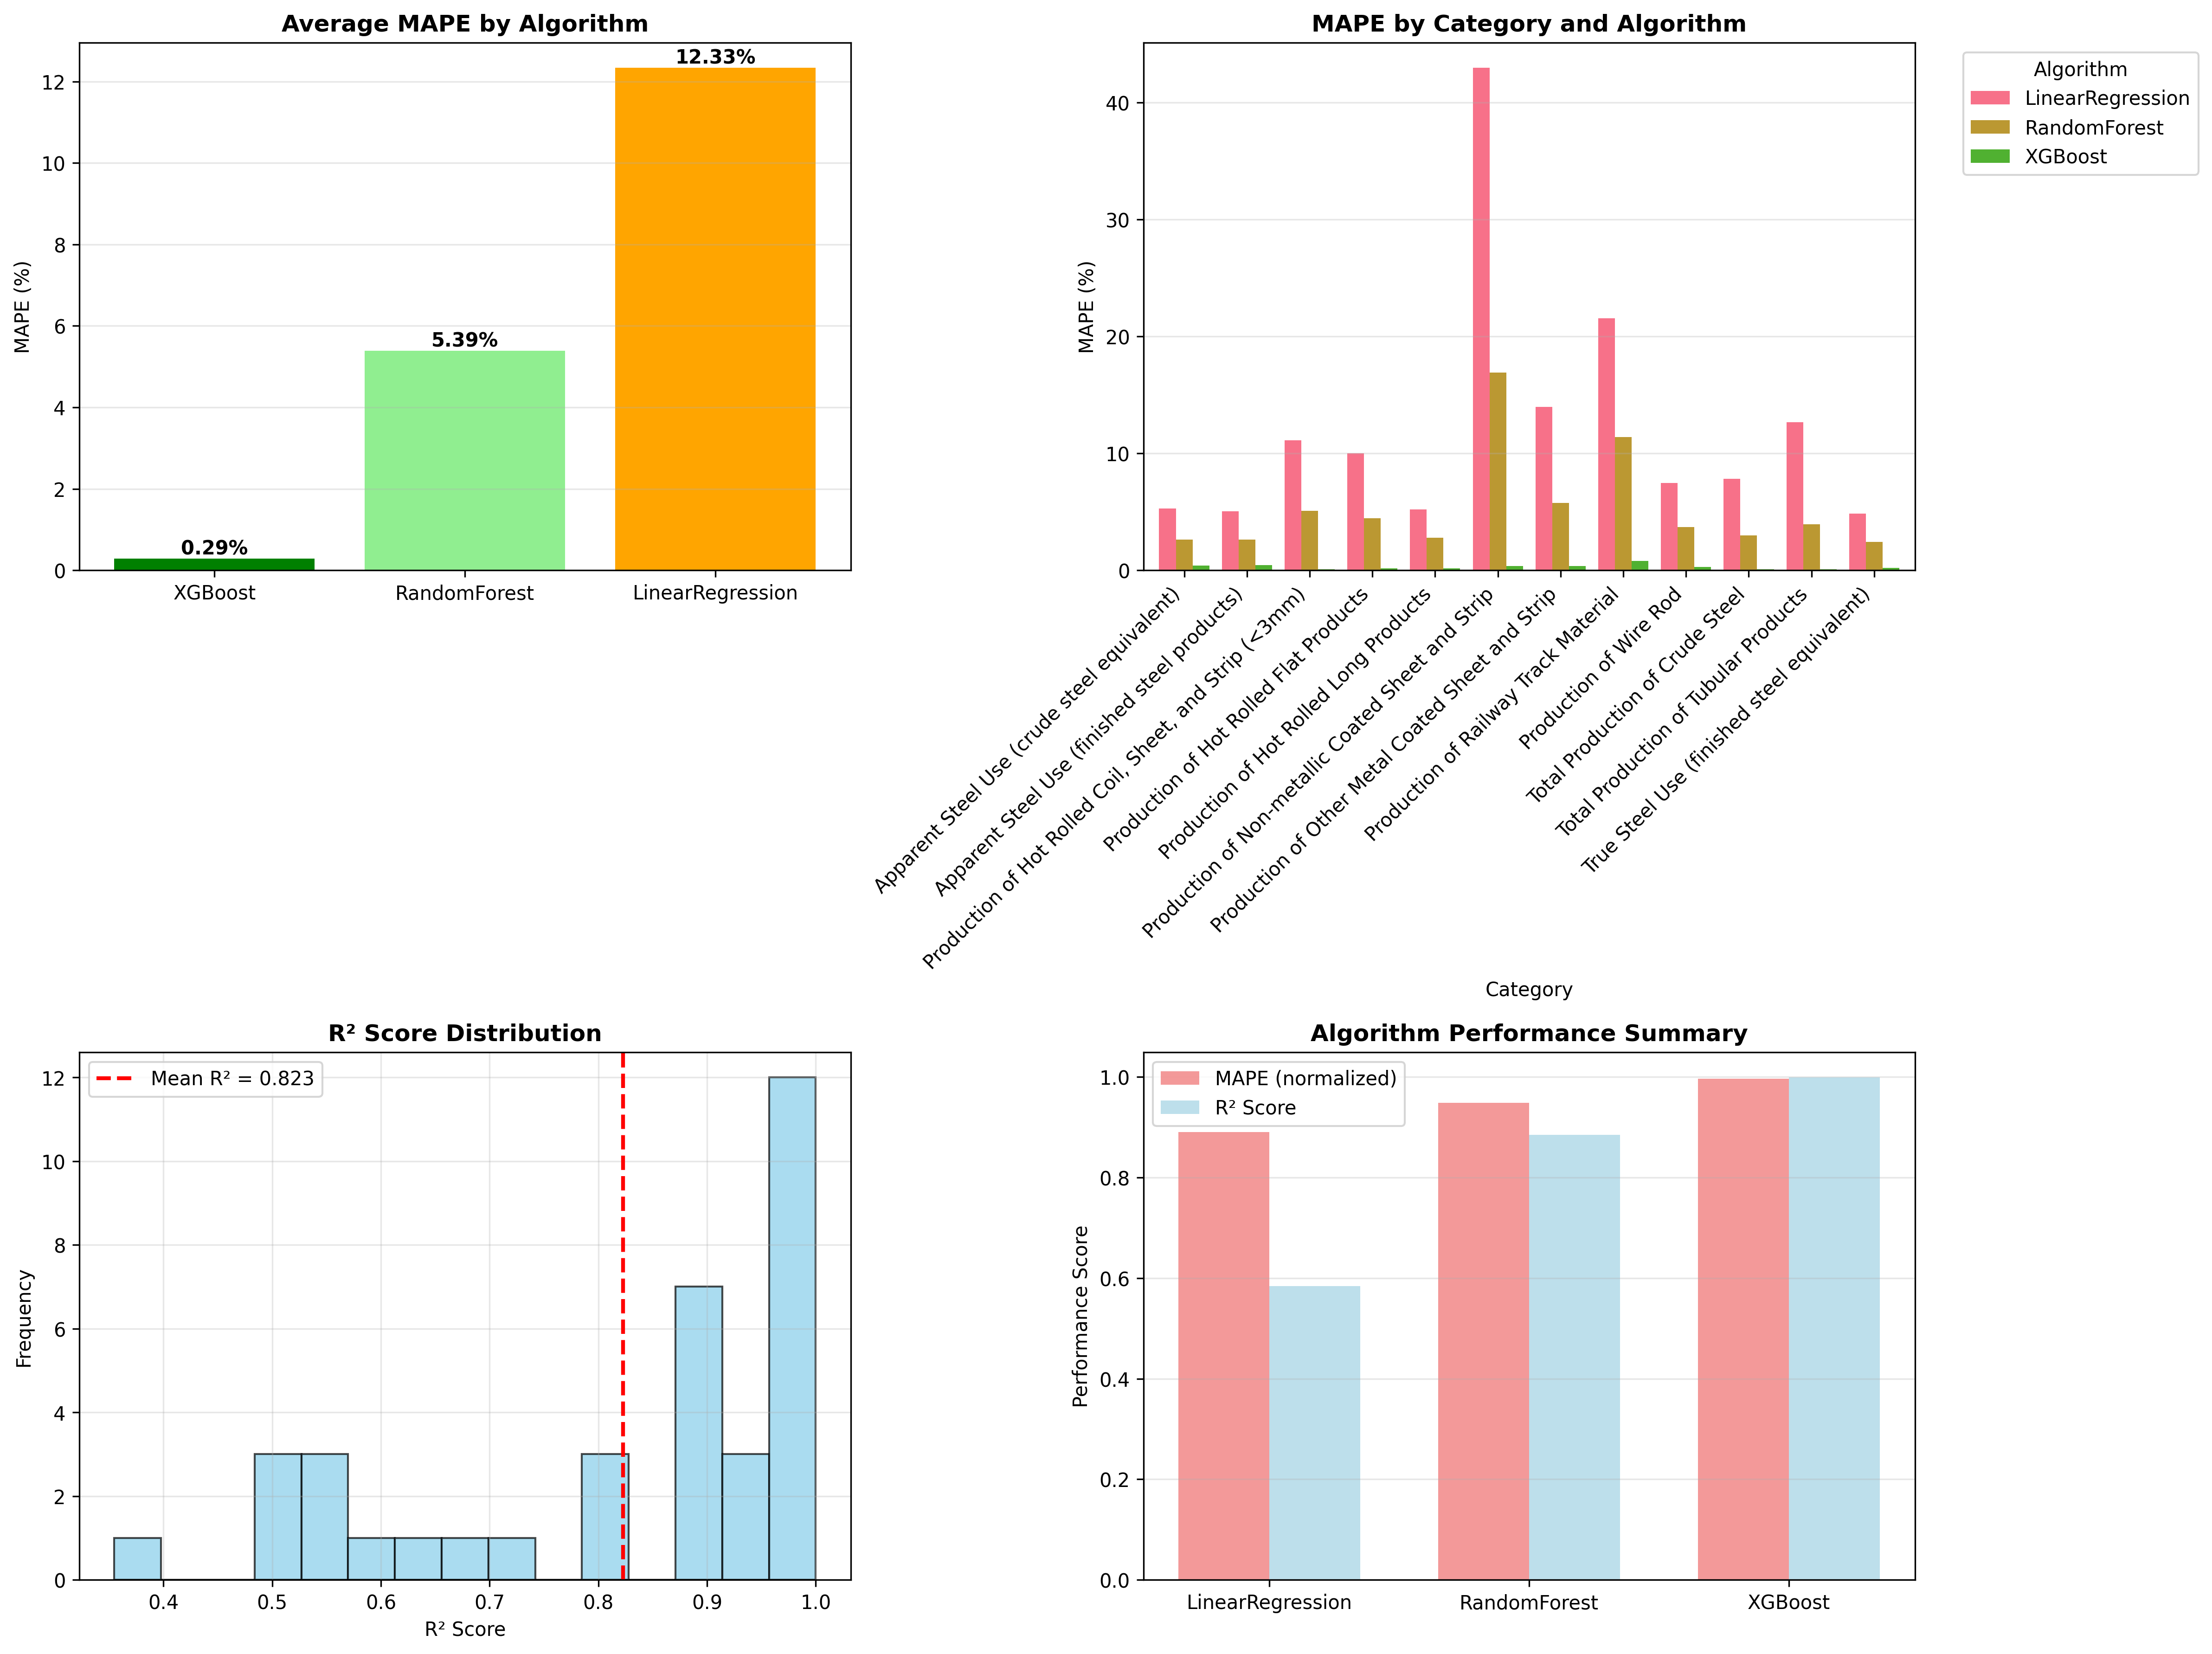 Average MAPE by Algorithm
MAPE (%)
12
10
8
6
4
2
0
0.29%
5.39%
12.33%
XGBoost
RandomForest
LinearRegression
MAPE by Category and Algorithm
MAPE (%)
40
30
20
10
0
Apparent Steel Use (crude steel equivalent)
Apparent Steel Use (finished steel products)
Production of Hot Rolled Coil, Sheet, and Strip (<3mm)
Production of Hot Rolled Flat Products
Production of Hot Rolled Long Products
Production of Non-metallic Coated Sheet and Strip
Production of Other Metal Coated Sheet and Strip
Production of Railway Track Material
Production of Wire Rod
Total Production of Crude Steel
Total Production of Tubular Products
True Steel Use (finished steel equivalent)
Category
Algorithm
LinearRegression
RandomForest
XGBoost
R² Score Distribution
Mean R² = 0.823
Frequency
12
10
8
6
4
2
0
0.4
0.5
0.6
0.7
0.8
0.9
1.0
R² Score
Algorithm Performance Summary
MAPE (normalized)
R² Score
Performance Score
1.0
0.8
0.6
0.4
0.2
0.0
LinearRegression
RandomForest
XGBoost